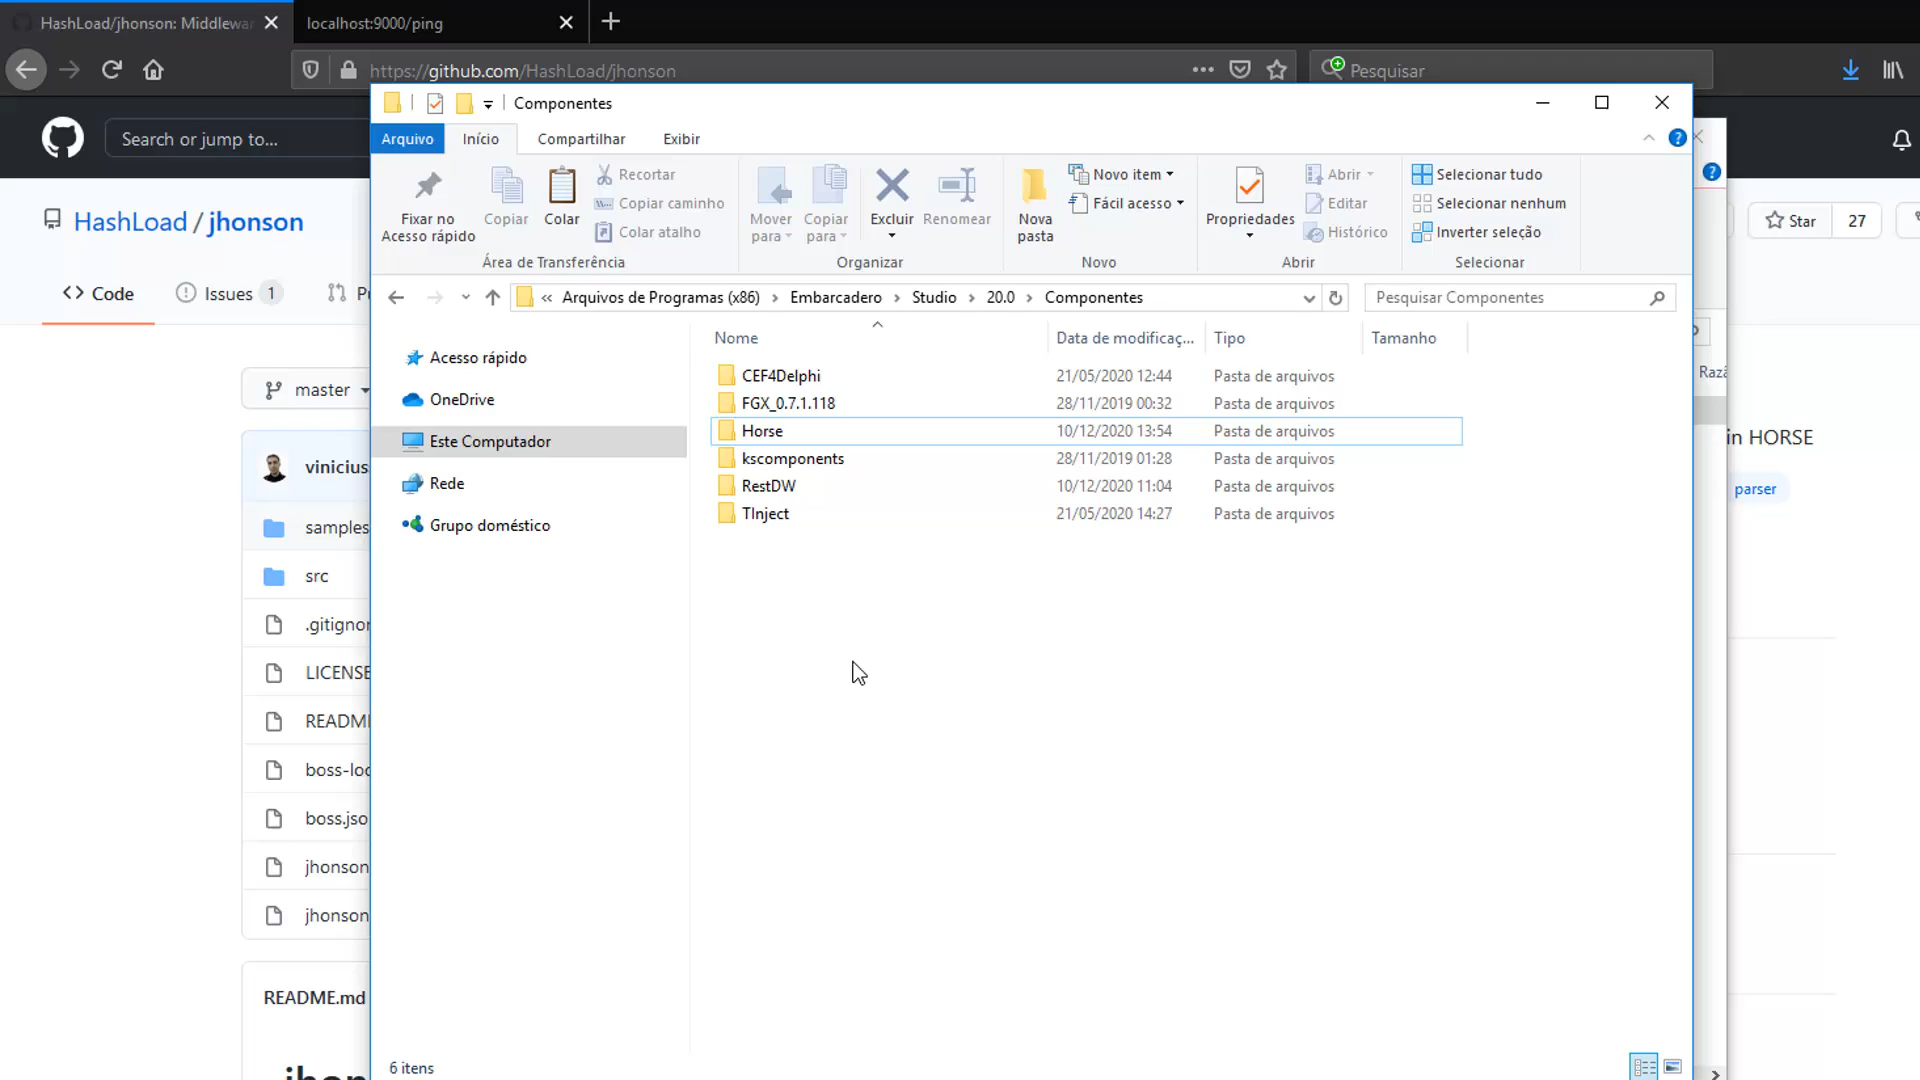 HashLoad/jhonson: Middlewar
localhost:9000/ping
https://github.com/HashLoad/jhonson
Pesquisar
Componentes
Search or jump to...
Arquivo Início Compartilhar Exibir
Fixar no
Acesso rápido
Copiar
Colar
Recortar
Copiar caminho
Colar atalho
Área de Transferência
Mover
para
Copiar
para
Excluir
Renomear
Organizar
Nova
pasta
Novo item
Fácil acesso
Novo
Propriedades
Abrir
Editar
Histórico
Abrir
Selecionar tudo
Selecionar nenhum
Inverter seleção
Selecionar
HashLoad / jhonson
Star 27
Code
Issues 1
« Arquivos de Programas (x86) › Embarcadero › Studio › 20.0 › Componentes
Pesquisar Componentes
Nome Data de modificaç... Tipo Tamanho
Acesso rápido
OneDrive
Este Computador
Rede
Grupo doméstico
CEF4Delphi 21/05/2020 12:44 Pasta de arquivos
FGX_0.7.1.118 28/11/2019 00:32 Pasta de arquivos
Horse 10/12/2020 13:54 Pasta de arquivos
kscomponents 28/11/2019 01:28 Pasta de arquivos
RestDW 10/12/2020 11:04 Pasta de arquivos
TInject 21/05/2020 14:27 Pasta de arquivos
6 itens
master
vinicius
samples
src
.gitignor
LICENSE
README
boss-loc
boss.jso
jhonson
jhonson
README.md
jhon
in HORSE
parser